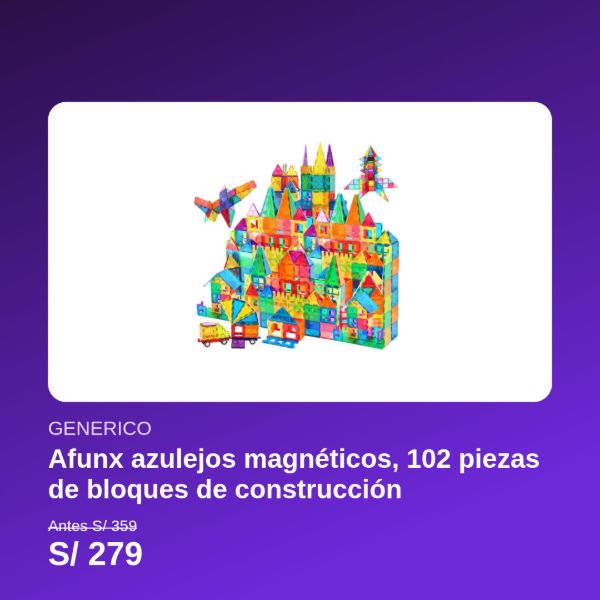 GENERICO
Afunx azulejos magnéticos, 102 piezas
de bloques de construcción
Antes S/ 359
S/ 279